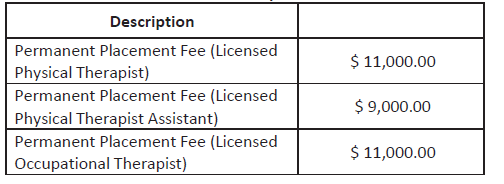 Description
Permanent Placement Fee (Licensed
Physical Therapist)
$ 11,000.00
Permanent Placement Fee (Licensed
Physical Therapist Assistant)
$ 9,000.00
Permanent Placement Fee (Licensed
Occupational Therapist)
$ 11,000.00